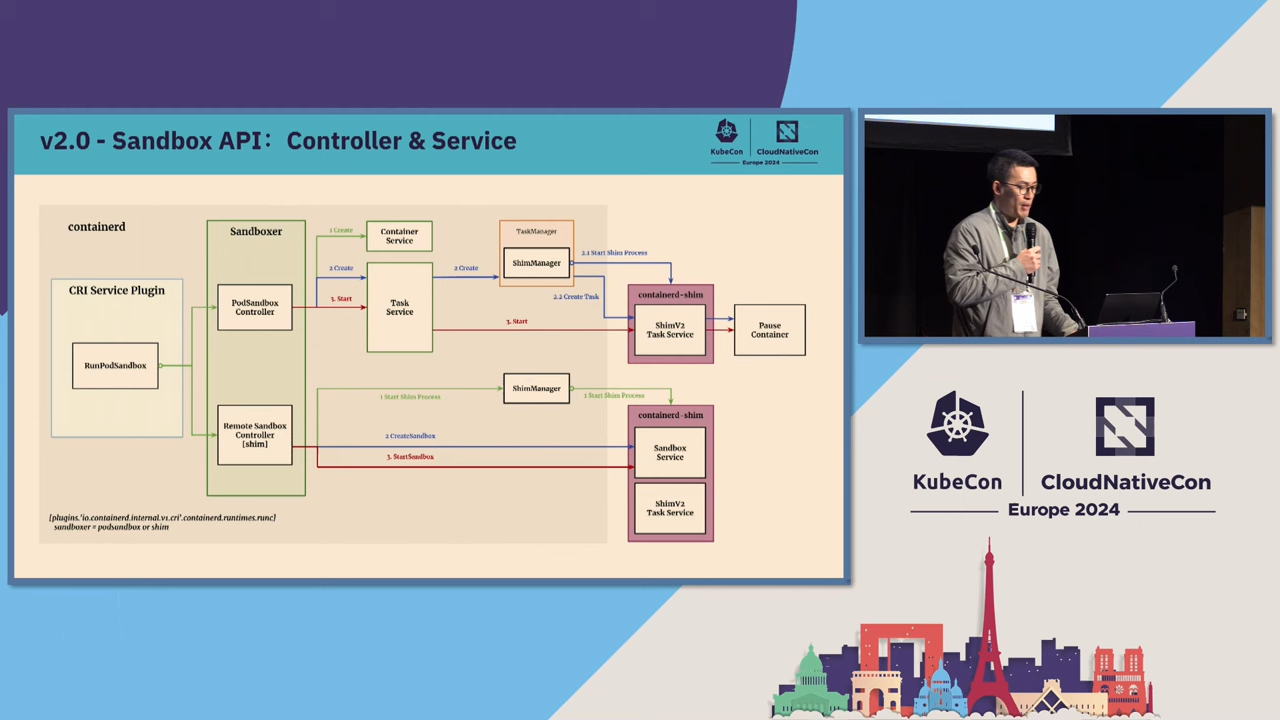 v2.0 - Sandbox API: Controller & Service
KubeCon
CloudNativeCon
Europe 2024
containerd
Sandboxer
CRI Service Plugin
RunPodSandbox
PodSandbox
Controller
Remote Sandbox
Controller
[shim]
1 Create
2 Create
3. Start
Container
Service
Task
Service
2 Create
TaskManager
ShimManager
2.1 Start Shim Process
2.2 Create Task
3. Start
containerd-shim
ShimV2
Task Service
Pause
Container
1 Start Shim Process
ShimManager
1 Start Shim Process
2 CreateSandbox
3. StartSandbox
containerd-shim
Sandbox
Service
ShimV2
Task Service
[plugins.'io.containerd.internal.v1.cri'.containerd.runtimes.runc]
sandboxer = podsandbox or shim
KubeCon
CloudNativeCon
Europe 2024